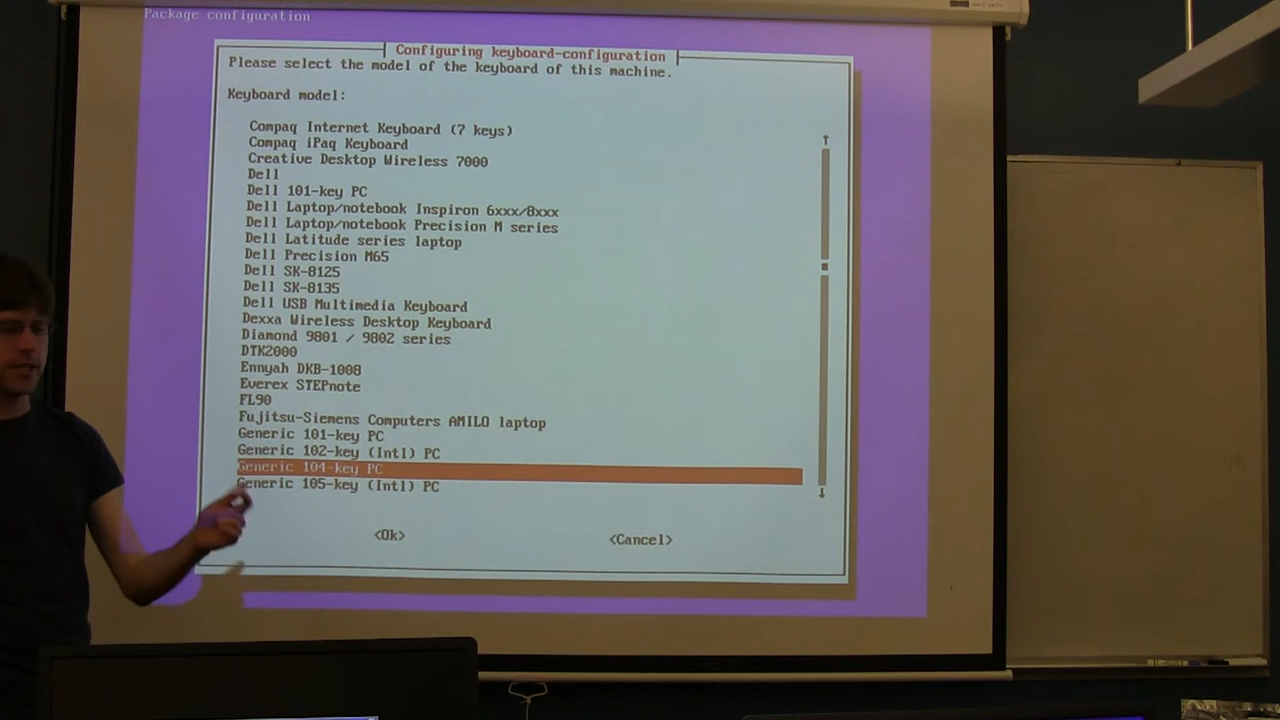 Package configuration
Configuring keyboard-configuration
Please select the model of the keyboard of this machine.
Keyboard model:
Compaq Internet Keyboard (7 keys)
Compaq iPaq Keyboard
Creative Desktop Wireless 7000
Dell
Dell 101-key PC
Dell Laptop/notebook Inspiron 6xxx/8xxx
Dell Laptop/notebook Precision M series
Dell Latitude series laptop
Dell Precision M65
Dell SK-8125
Dell SK-8135
Dell USB Multimedia Keyboard
Dexxa Wireless Desktop Keyboard
Diamond 9801 / 9802 series
DTK2000
Ennyah DKB-1008
Everex STEPnote
FL90
Fujitsu-Siemens Computers AMILO laptop
Generic 101-key PC
Generic 102-key (Intl) PC
Generic 104-key PC
Generic 105-key (Intl) PC
<Ok>
<Cancel>